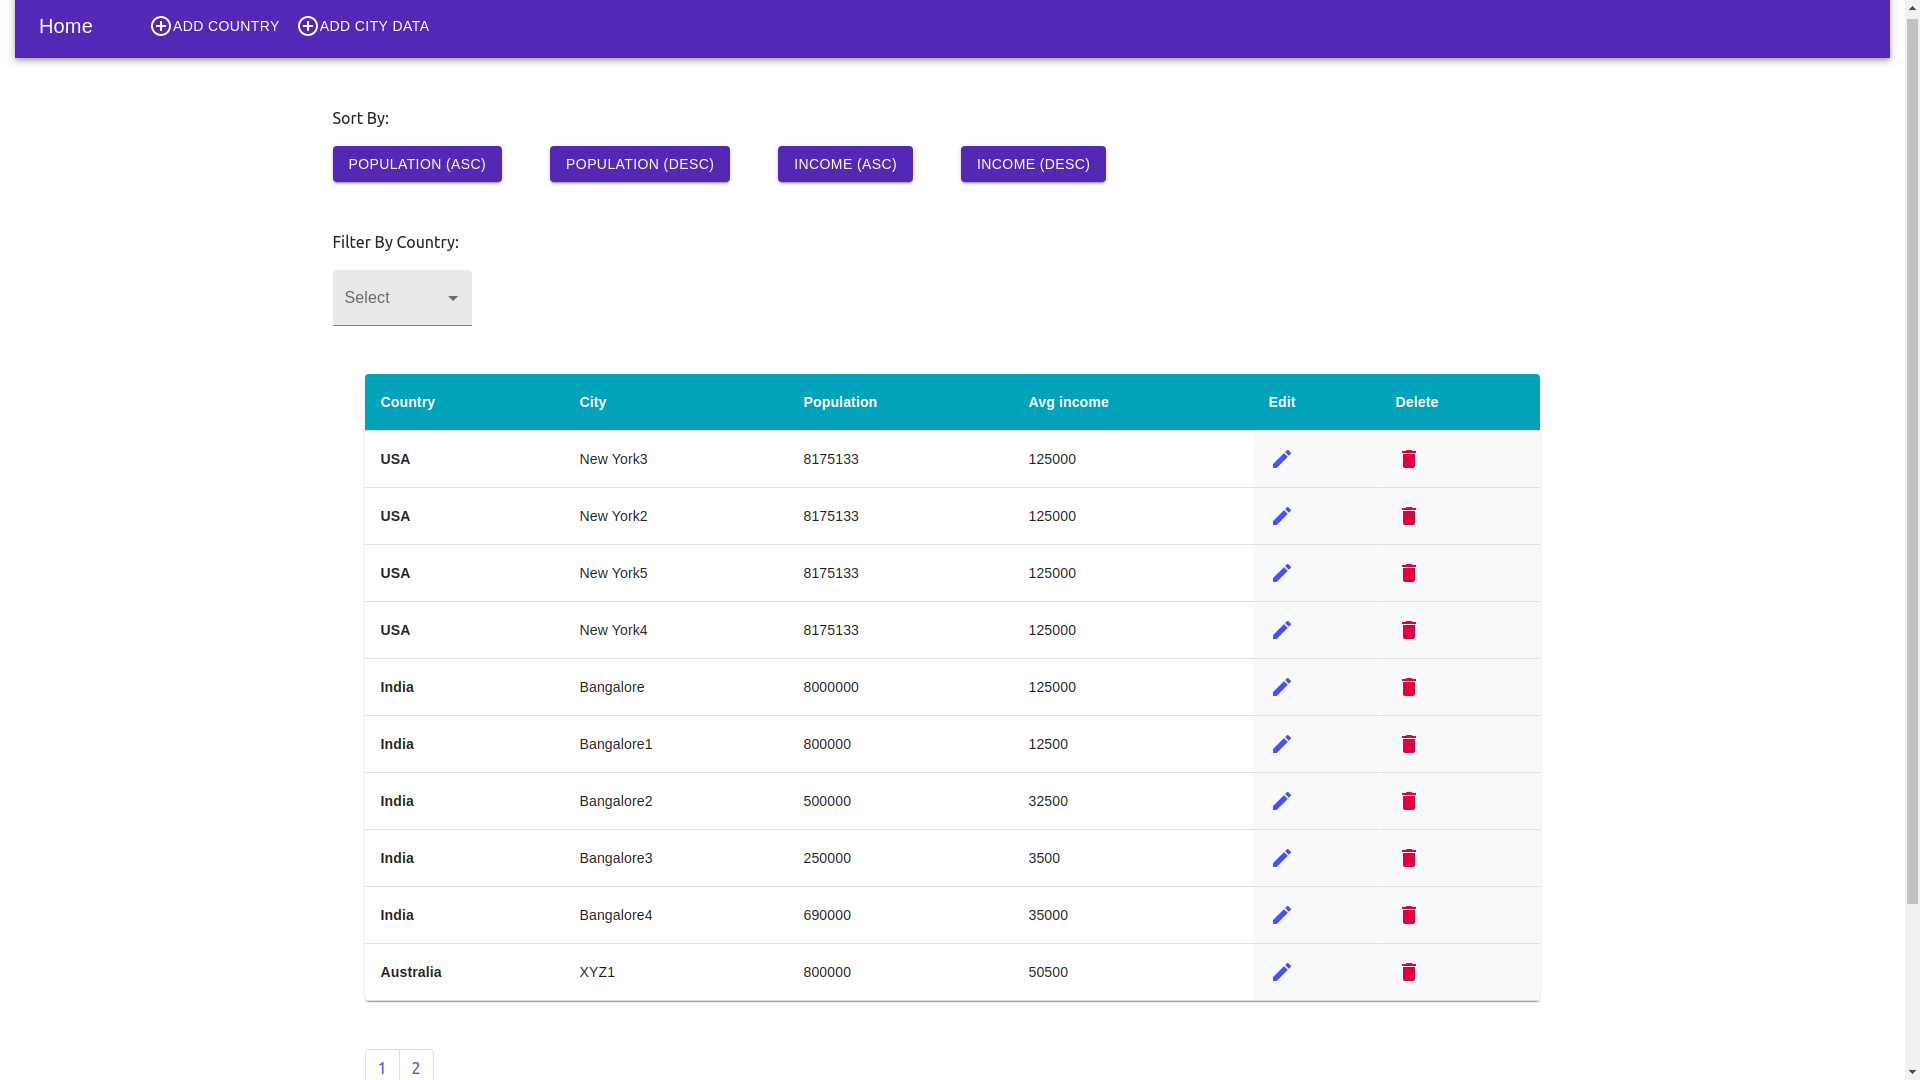 Home ADD COUNTRY ADD CITY DATA
Sort By:
POPULATION (ASC) POPULATION (DESC) INCOME (ASC) INCOME (DESC)
Filter By Country:
Select
Country City Population Avg income Edit Delete
USA New York3 8175133 125000
USA New York2 8175133 125000
USA New York5 8175133 125000
USA New York4 8175133 125000
India Bangalore 8000000 125000
India Bangalore1 800000 12500
India Bangalore2 500000 32500
India Bangalore3 250000 3500
India Bangalore4 690000 35000
Australia XYZ1 800000 50500
1 2